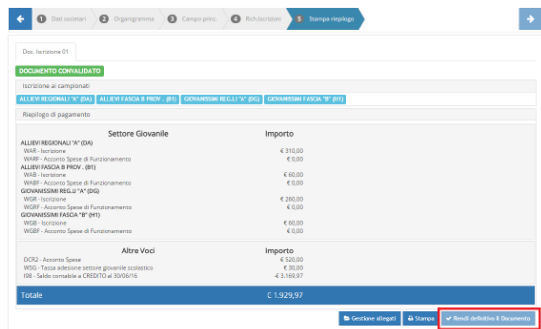 1 Dati societari 2 Organigramma 3 Campo princ. 4 Rich.Iscrizioni 5 Stampa riepilogo
Doc. Iscrizione 01
DOCUMENTO CONVALIDATO
Iscrizione ai campionati
ALLIEVI REGIONALI "A" (DA) ALLIEVI FASCIA B PROV . (B1) GIOVANISSIMI REG.LI "A" (DG) GIOVANISSIMI FASCIA "B" (H1)
Riepilogo di pagamento
Settore Giovanile Importo
ALLIEVI REGIONALI "A" (DA)
WAR - Iscrizione € 310,00
WARF - Acconto Spese di Funzionamento € 0,00
ALLIEVI FASCIA B PROV . (B1)
WAB - Iscrizione € 60,00
WABF - Acconto Spese di Funzionamento € 0,00
GIOVANISSIMI REG.LI "A" (DG)
WGR - Iscrizione € 260,00
WGRF - Acconto Spese di Funzionamento € 0,00
GIOVANISSIMI FASCIA "B" (H1)
WGB - Iscrizione € 60,00
WGBF - Acconto Spese di Funzionamento € 0,00
Altre Voci Importo
DCR2 - Acconto Spese € 520,00
WSG - Tassa adesione settore giovanile scolastico € 30,00
I98 - Saldo contabile a CREDITO al 30/06/16 -€ 3.169,97
Totale € 1.929,97
Gestione allegati Stampa Rendi definitivo il Documento